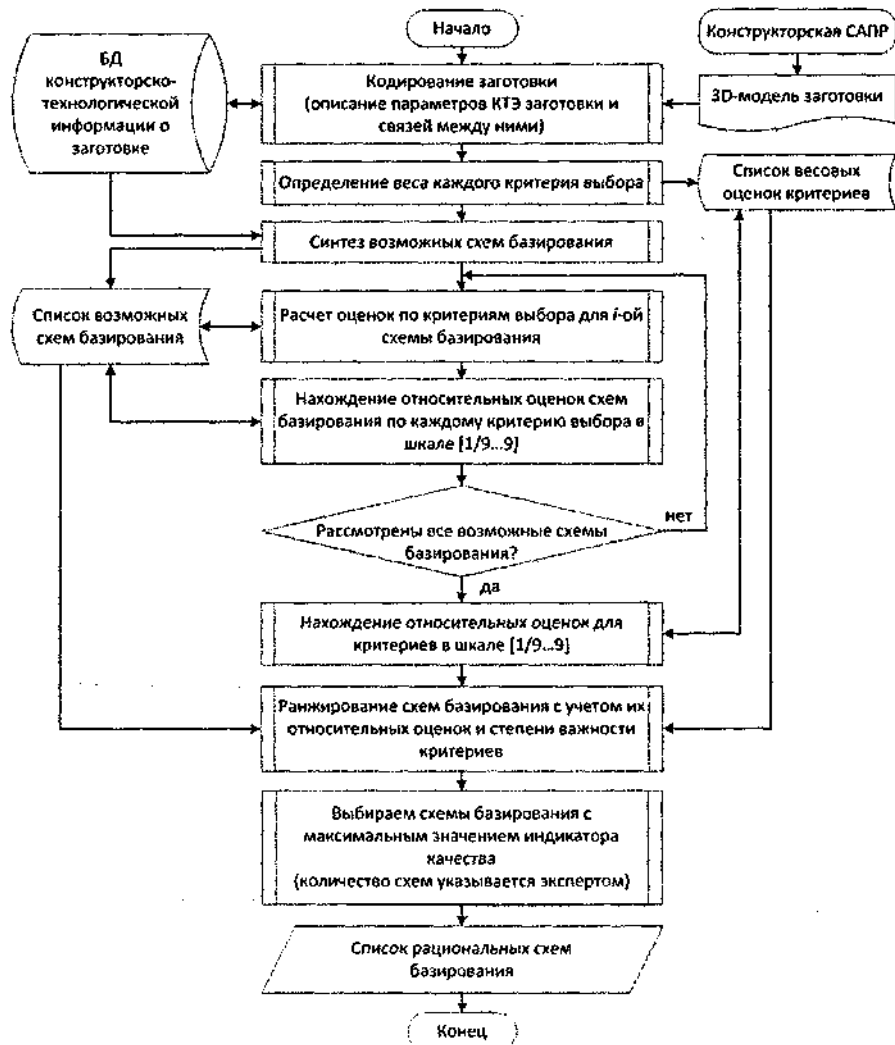 Начало
Конструкторская САПР
БД
конструкторско-
технологической
информации о
заготовке
Кодирование заготовки
(описание параметров КТЭ заготовки и
связей между ними)
3D-модель заготовки
Определение веса каждого критерия выбора
Список весовых
оценок критериев
Синтез возможных схем базирования
Список возможных
схем базирования
Расчет оценок по критериям выбора для i-ой
схемы базирования
Нахождение относительных оценок схем
базирования по каждому критерию выбора в
шкале [1/9...9]
Рассмотрены все возможные схемы
базирования?
нет
да
Нахождение относительных оценок для
критериев в шкале [1/9...9]
Ранжирование схем базирования с учетом их
относительных оценок и степени важности
критериев
Выбираем схемы базирования с
максимальным значением индикатора
качества
(количество схем указывается экспертом)
Список рациональных схем
базирования
Конец